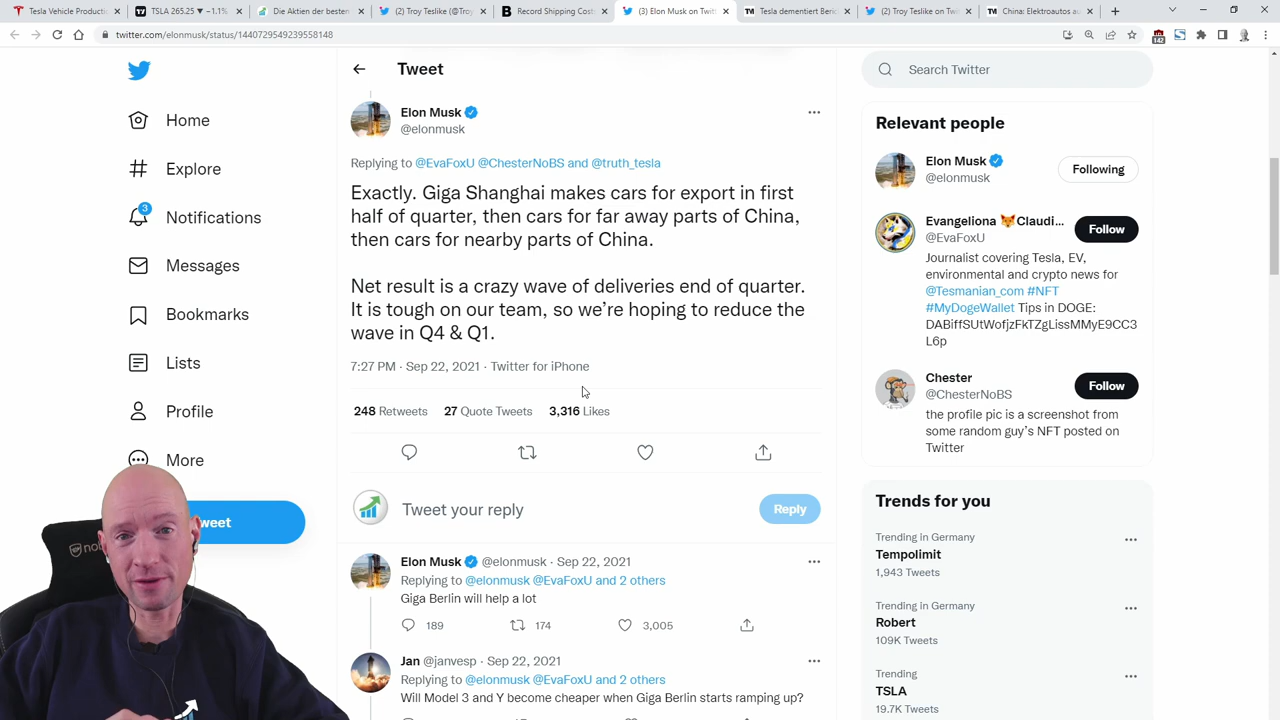 Tesla Vehicle Producti
TSLA 265.25 ▼ −1.1%
Die Aktien der besten
(2) Troy Teslike (@Troy
Record Shipping Costs
(3) Elon Musk on Twit
Tesla dementiert Beric
(2) Troy Teslike on Tw
China: Elektroautos au
twitter.com/elonmusk/status/1440729549239558148
142
Home
Explore
3
Notifications
Messages
Bookmarks
Lists
Profile
More
weet
Tweet
Elon Musk
@elonmusk
Replying to @EvaFoxU @ChesterNoBS and @truth_tesla
Exactly. Giga Shanghai makes cars for export in first
half of quarter, then cars for far away parts of China,
then cars for nearby parts of China.
Net result is a crazy wave of deliveries end of quarter.
It is tough on our team, so we’re hoping to reduce the
wave in Q4 & Q1.
7:27 PM · Sep 22, 2021 · Twitter for iPhone
248 Retweets 27 Quote Tweets 3,316 Likes
Tweet your reply
Reply
Elon Musk @elonmusk · Sep 22, 2021
Replying to @elonmusk @EvaFoxU and 2 others
Giga Berlin will help a lot
189 174 3,005
Jan @janvesp · Sep 22, 2021
Replying to @elonmusk @EvaFoxU and 2 others
Will Model 3 and Y become cheaper when Giga Berlin starts ramping up?
Search Twitter
Relevant people
Elon Musk
@elonmusk
Following
Evangeliona 🦊Claudi...
@EvaFoxU
Follow
Journalist covering Tesla, EV,
environmental and crypto news for
@Tesmanian_com #NFT
#MyDogeWallet Tips in DOGE:
DABiffSUtWofjzFkTZgLissMMyE9CC3
L6p
Chester
@ChesterNoBS
Follow
the profile pic is a screenshot from
some random guy’s NFT posted on
Twitter
Trends for you
Trending in Germany
Tempolimit
1,943 Tweets
Trending in Germany
Robert
109K Tweets
Trending
TSLA
19.7K Tweets